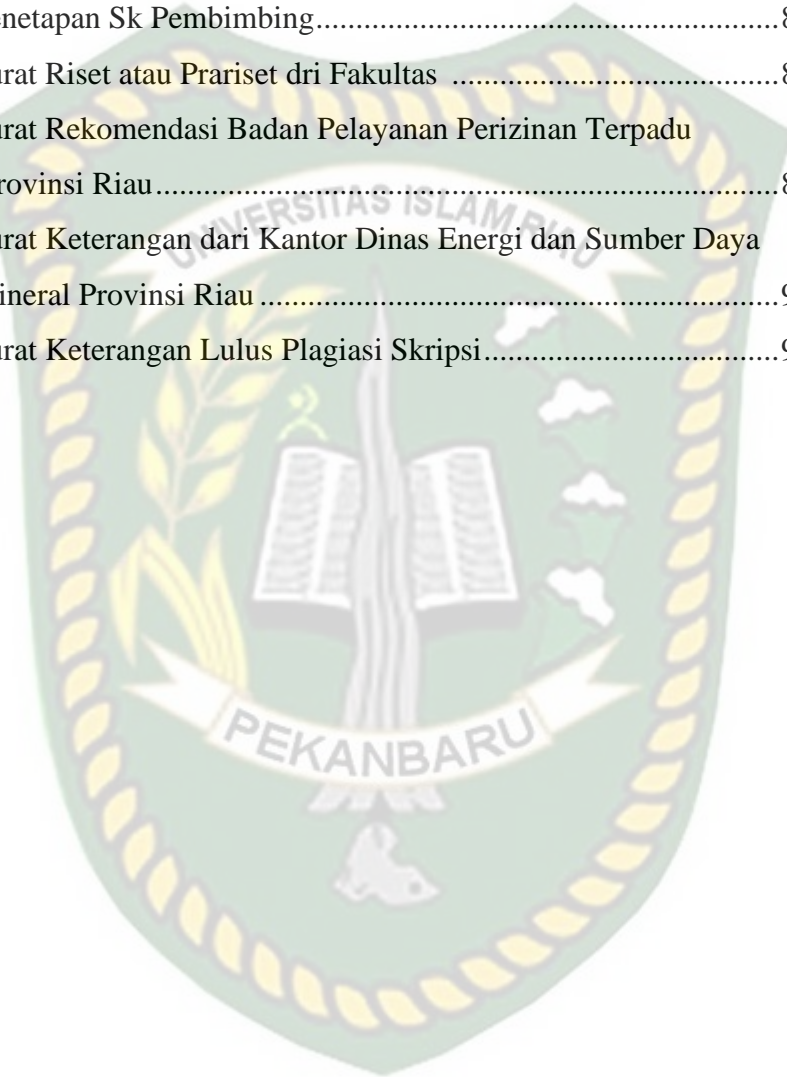 enetapan Sk Pembimbing..............................................................8
urat Riset atau Prariset dri Fakultas ............................................8
urat Rekomendasi Badan Pelayanan Perizinan Terpadu
rovinsi Riau....................................................................................8
urat Keterangan dari Kantor Dinas Energi dan Sumber Daya
ineral Provinsi Riau .....................................................................9
urat Keterangan Lulus Plagiasi Skripsi.......................................9
UNIVERSITAS ISLAM RIAU
PEKANBARU